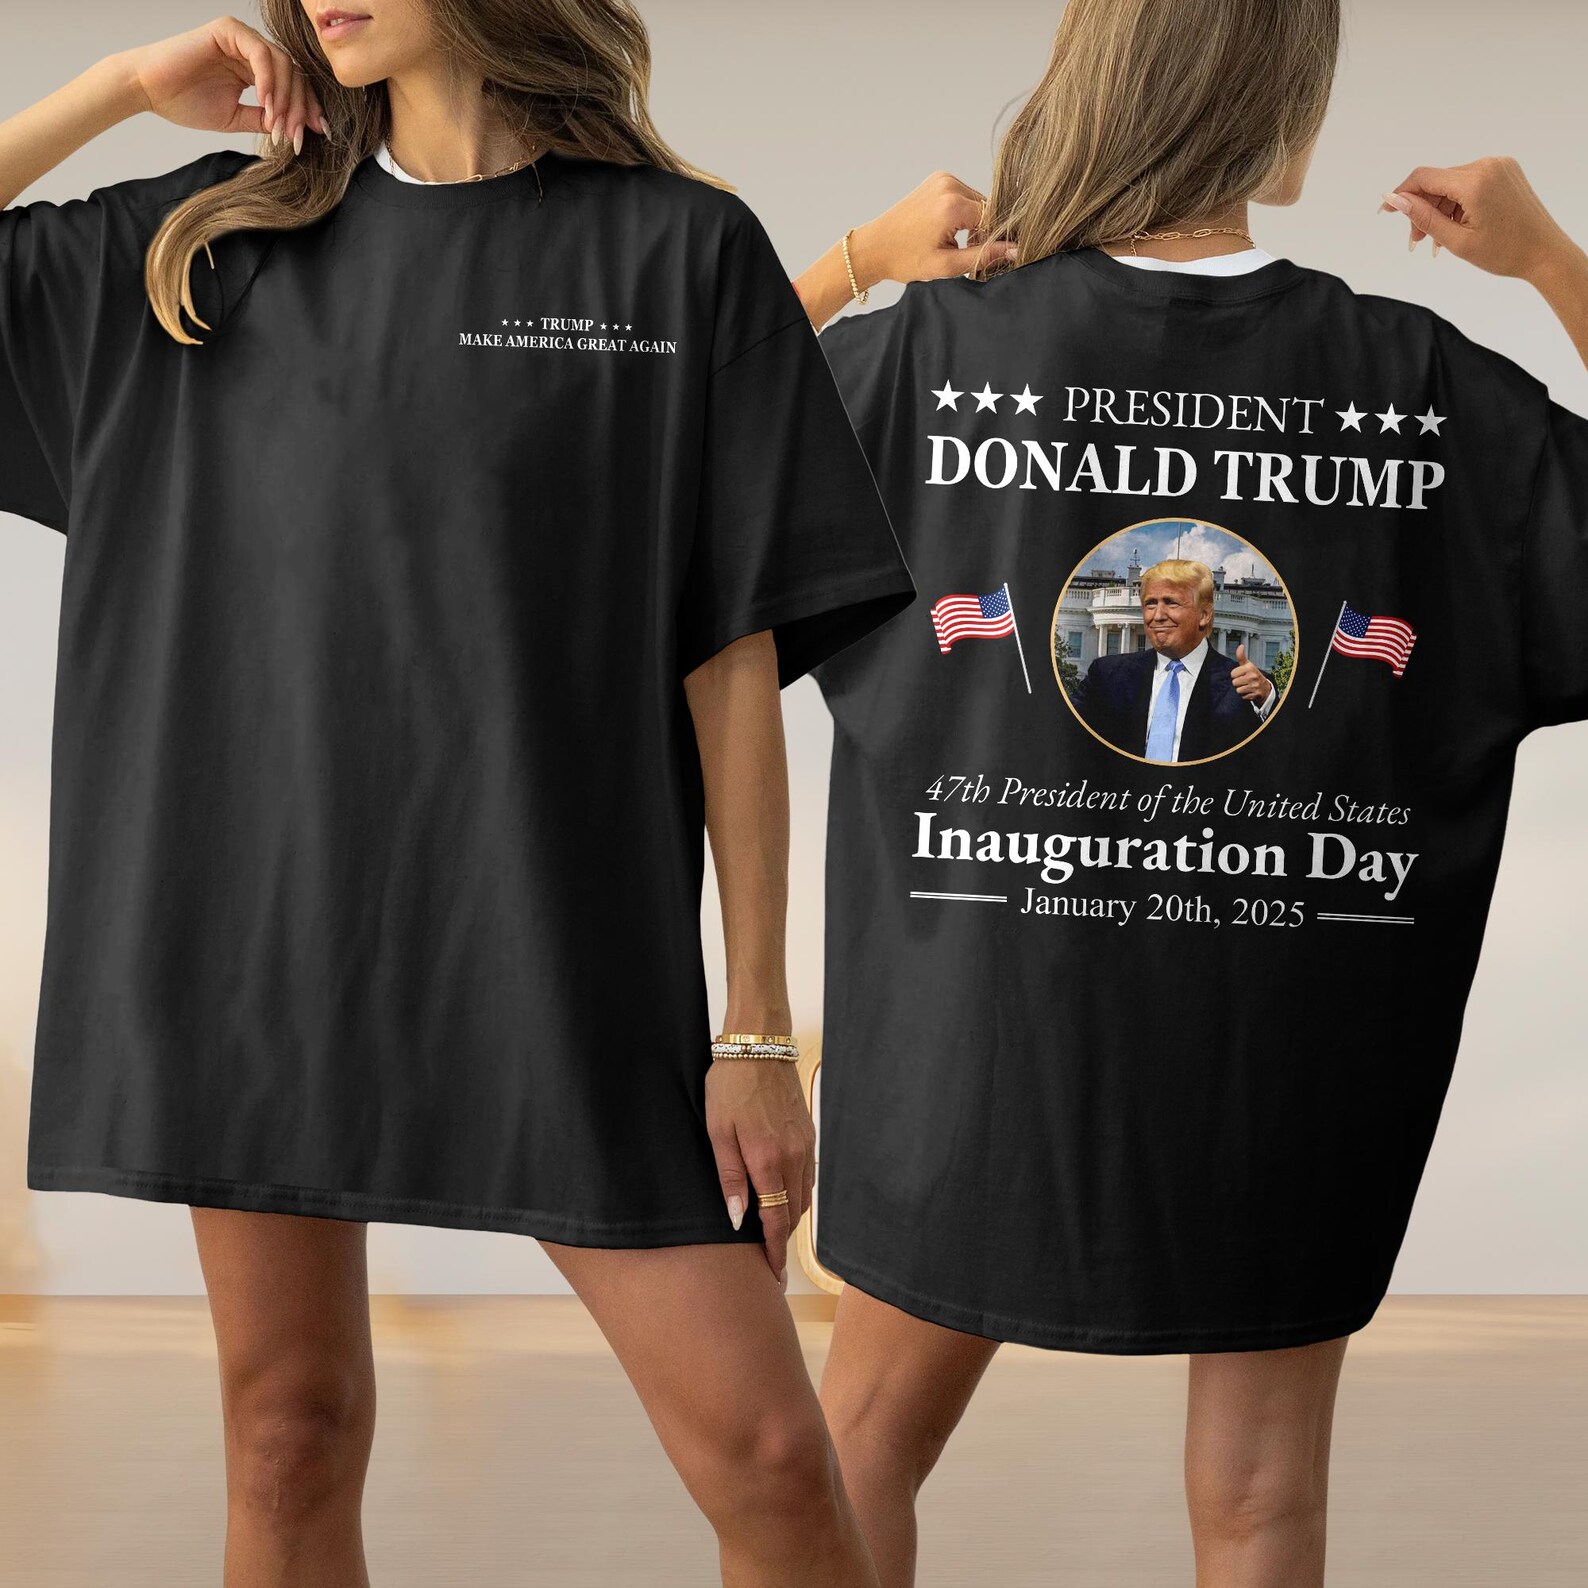 ★ ★ ★ TRUMP ★ ★ ★
MAKE AMERICA GREAT AGAIN
★★★ PRESIDENT ★★★
DONALD TRUMP
47th President of the United States
Inauguration Day
January 20th, 2025